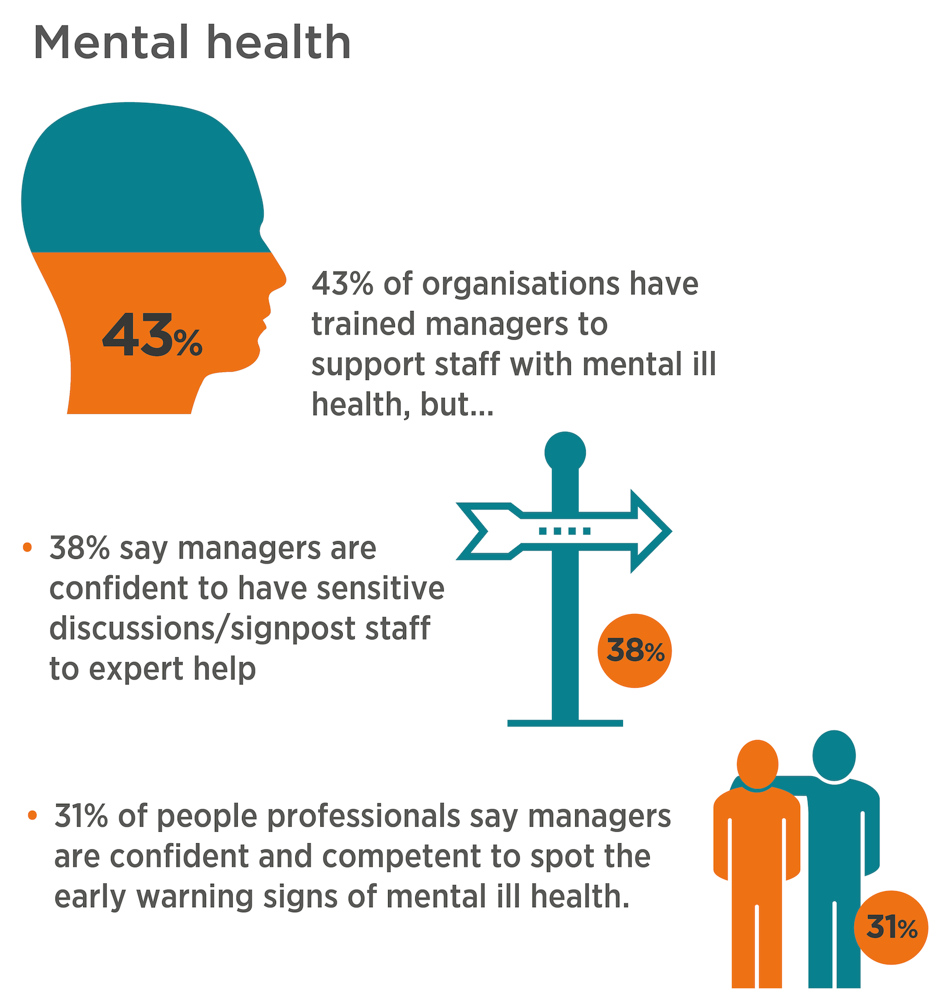 Mental health
43%
43% of organisations have
trained managers to
support staff with mental ill
health, but...
• 38% say managers are
confident to have sensitive
discussions/signpost staff
to expert help
38%
• 31% of people professionals say managers
are confident and competent to spot the
early warning signs of mental ill health.
31%